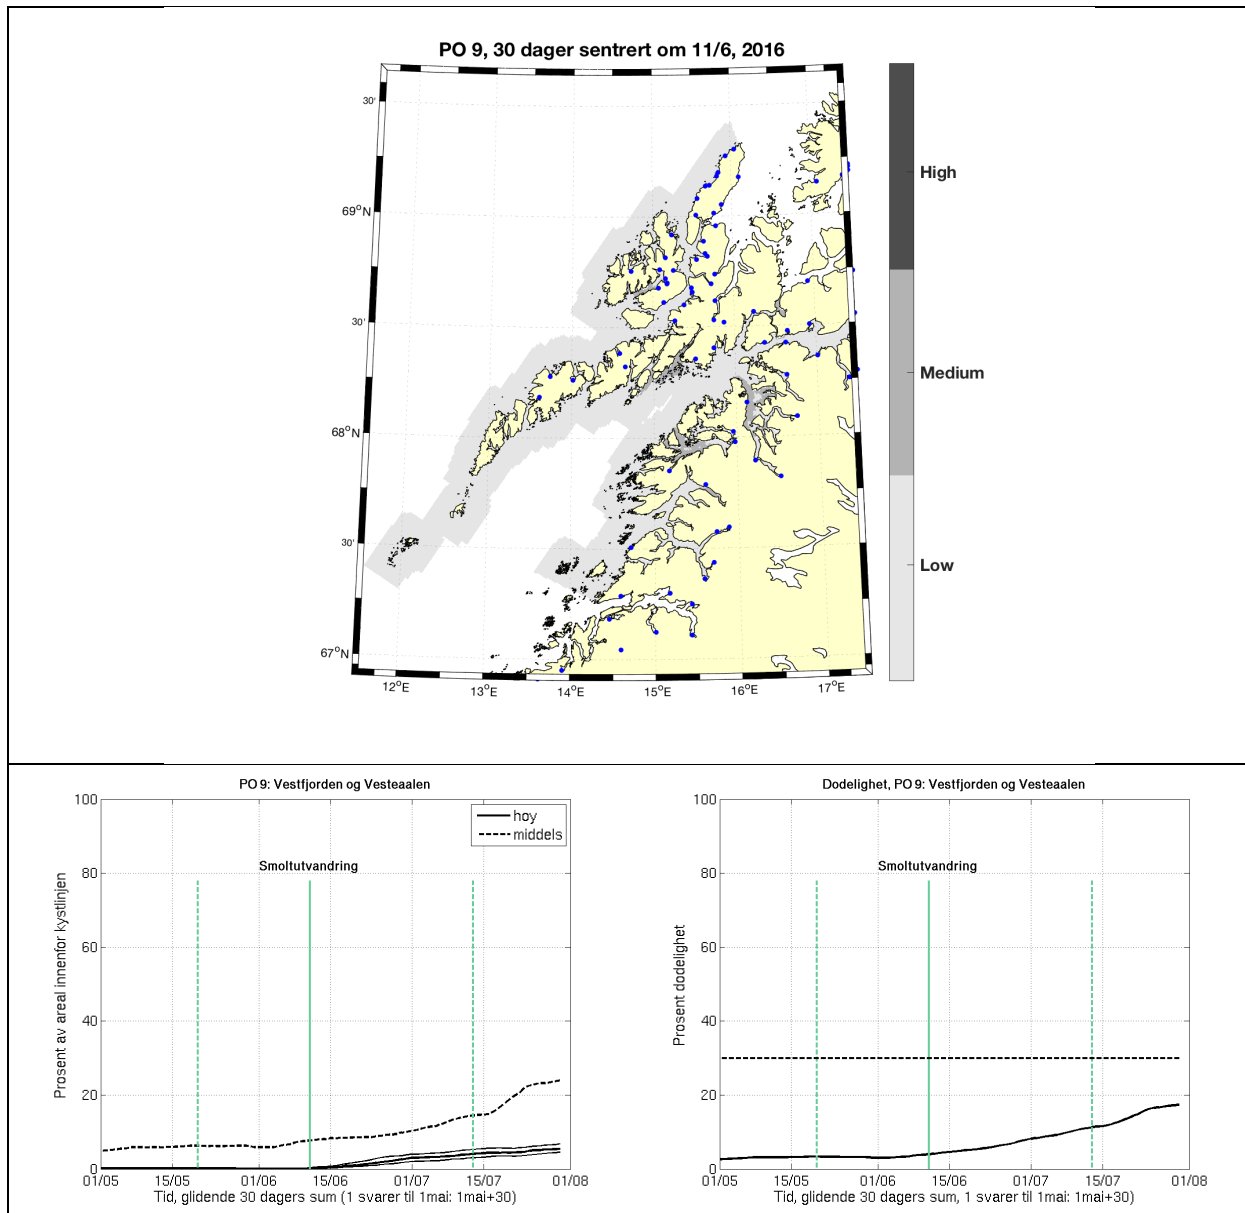 PO 9, 30 dager sentrert om 11/6, 2016
30'
69°N
30'
68°N
30'
67°N
12°E
13°E
14°E
15°E
16°E
17°E
High
Medium
Low
PO 9: Vestfjorden og Vesteaalen
100
80
60
40
20
0
Prosent av areal innenfor kystlinjen
hoy
middels
Smoltutvandring
01/05
15/05
01/06
15/06
01/07
15/07
01/08
Tid, glidende 30 dagers sum (1 svarer til 1mai: 1mai+30)
Dodelighet, PO 9: Vestfjorden og Vesteaalen
100
80
60
40
20
0
Prosent dodelighet
Smoltutvandring
01/05
15/05
01/06
15/06
01/07
15/07
01/08
Tid, glidende 30 dagers sum, 1 svarer til 1mai: 1mai+30)